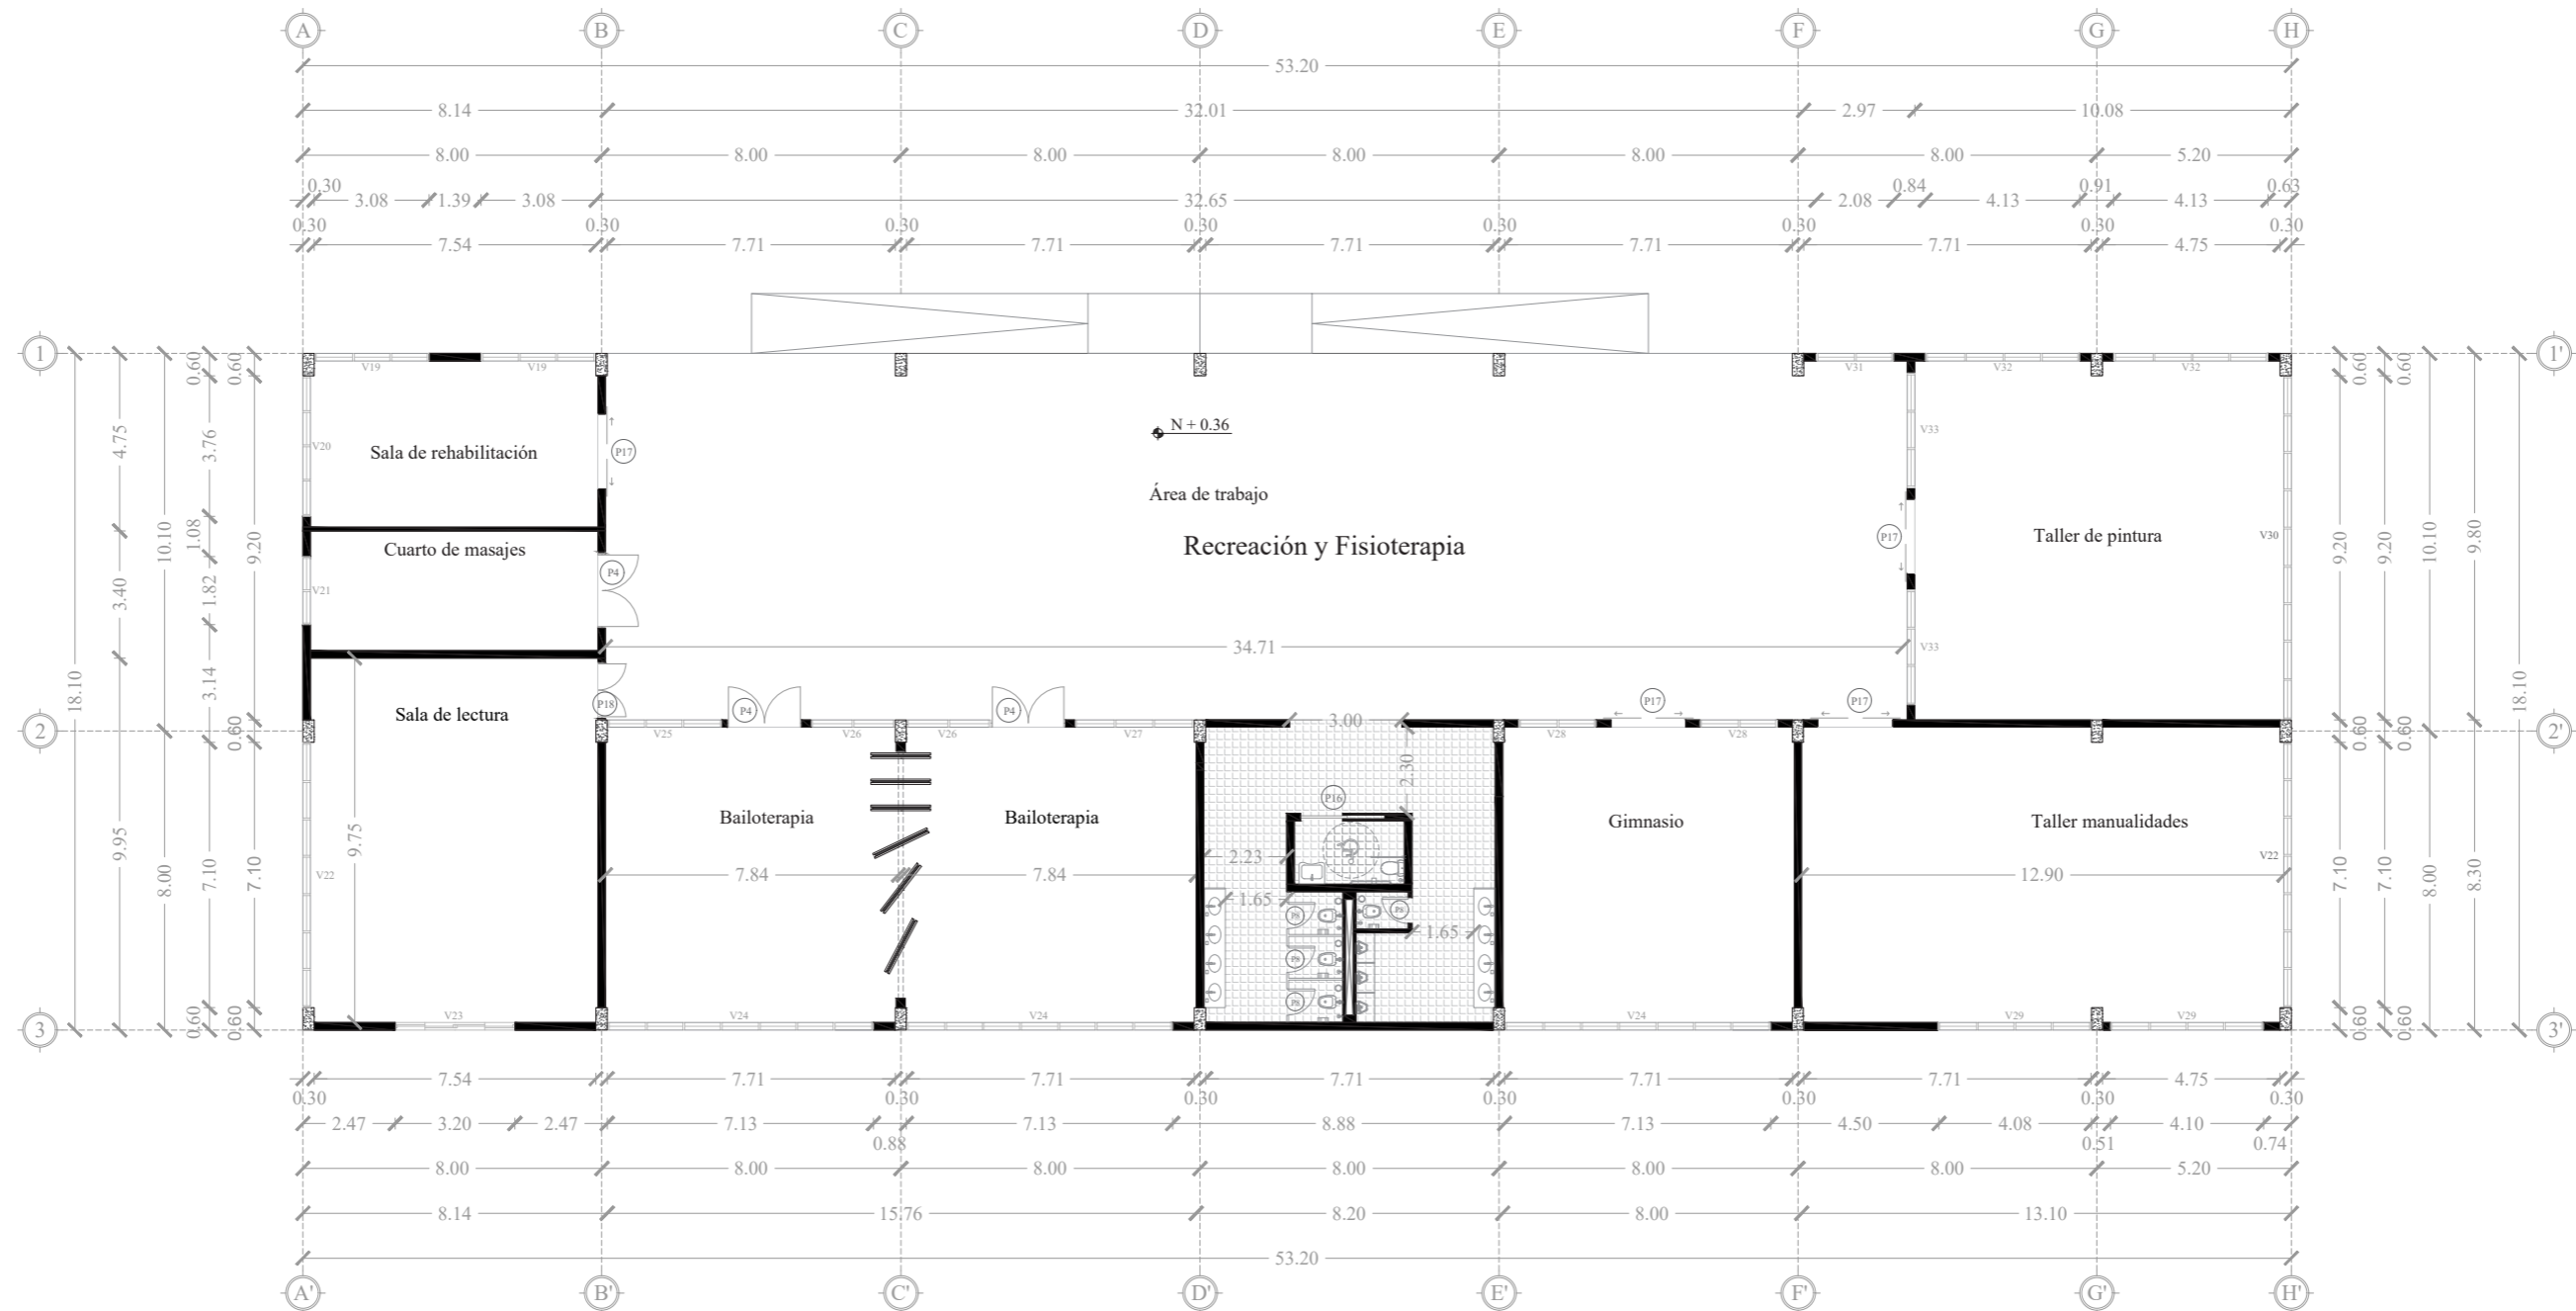 A B C D E F G H
53.20
8.14 32.01 2.97 10.08
8.00 8.00 8.00 8.00 8.00 8.00 5.20
0.30 0.84 0.91 0.63
3.08 1.39 3.08 32.65 2.08 4.13 4.13
0.30 0.30 0.30 0.30 0.30 0.30 0.30 0.30
7.54 7.71 7.71 7.71 7.71 7.71 4.75
1 1'
0.60 0.60 0.60 0.60
V19 V19 V31 V32 V32
N + 0.36
V33
4.75 3.76 V20 Sala de rehabilitación P17
Área de trabajo
1.08 10.10 9.20 Cuarto de masajes Recreación y Fisioterapia P17 Taller de pintura V30 9.20 9.20 10.10 9.80
P4
3.40 1.82 V21
34.71 V33
18.10 3.14 18.10
Sala de lectura P18 P4 P4 P17 P17
3.00
2 2'
0.60 V25 V26 V26 V27 V28 V28 0.60 0.60
2.30
P16
Bailoterapia Bailoterapia Gimnasio Taller manualidades
9.95 9.75 2.23 V22
8.00 7.10 7.10 V22 7.84 7.84 12.90 7.10 7.10 8.00 8.30
1.65
P8 P8
1.65
P8
P8
0.60 0.60 V23 V24 V24 V24 V29 V29 0.60 0.60
3 3'
7.54 7.71 7.71 7.71 7.71 7.71 4.75
0.30 0.30 0.30 0.30 0.30 0.30 0.30
2.47 3.20 2.47 7.13 7.13 8.88 7.13 4.50 4.08 4.10
0.88 0.51 0.74
8.00 8.00 8.00 8.00 8.00 8.00 5.20
8.14 15.76 8.20 8.00 13.10
53.20
A' B' C' D' E' F' G' H'